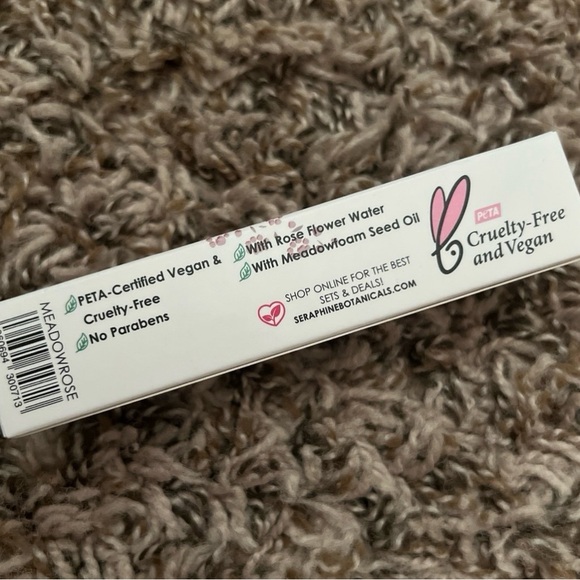 PETA-Certified Vegan &
Cruelty-Free
No Parabens
With Rose Flower Water
With Meadowfoam Seed Oil
SHOP ONLINE FOR THE BEST
SETS & DEALS!
SERAPHINEBOTANICALS.COM
PETA
Cruelty-Free
and Vegan
MEADOWROSE
300713